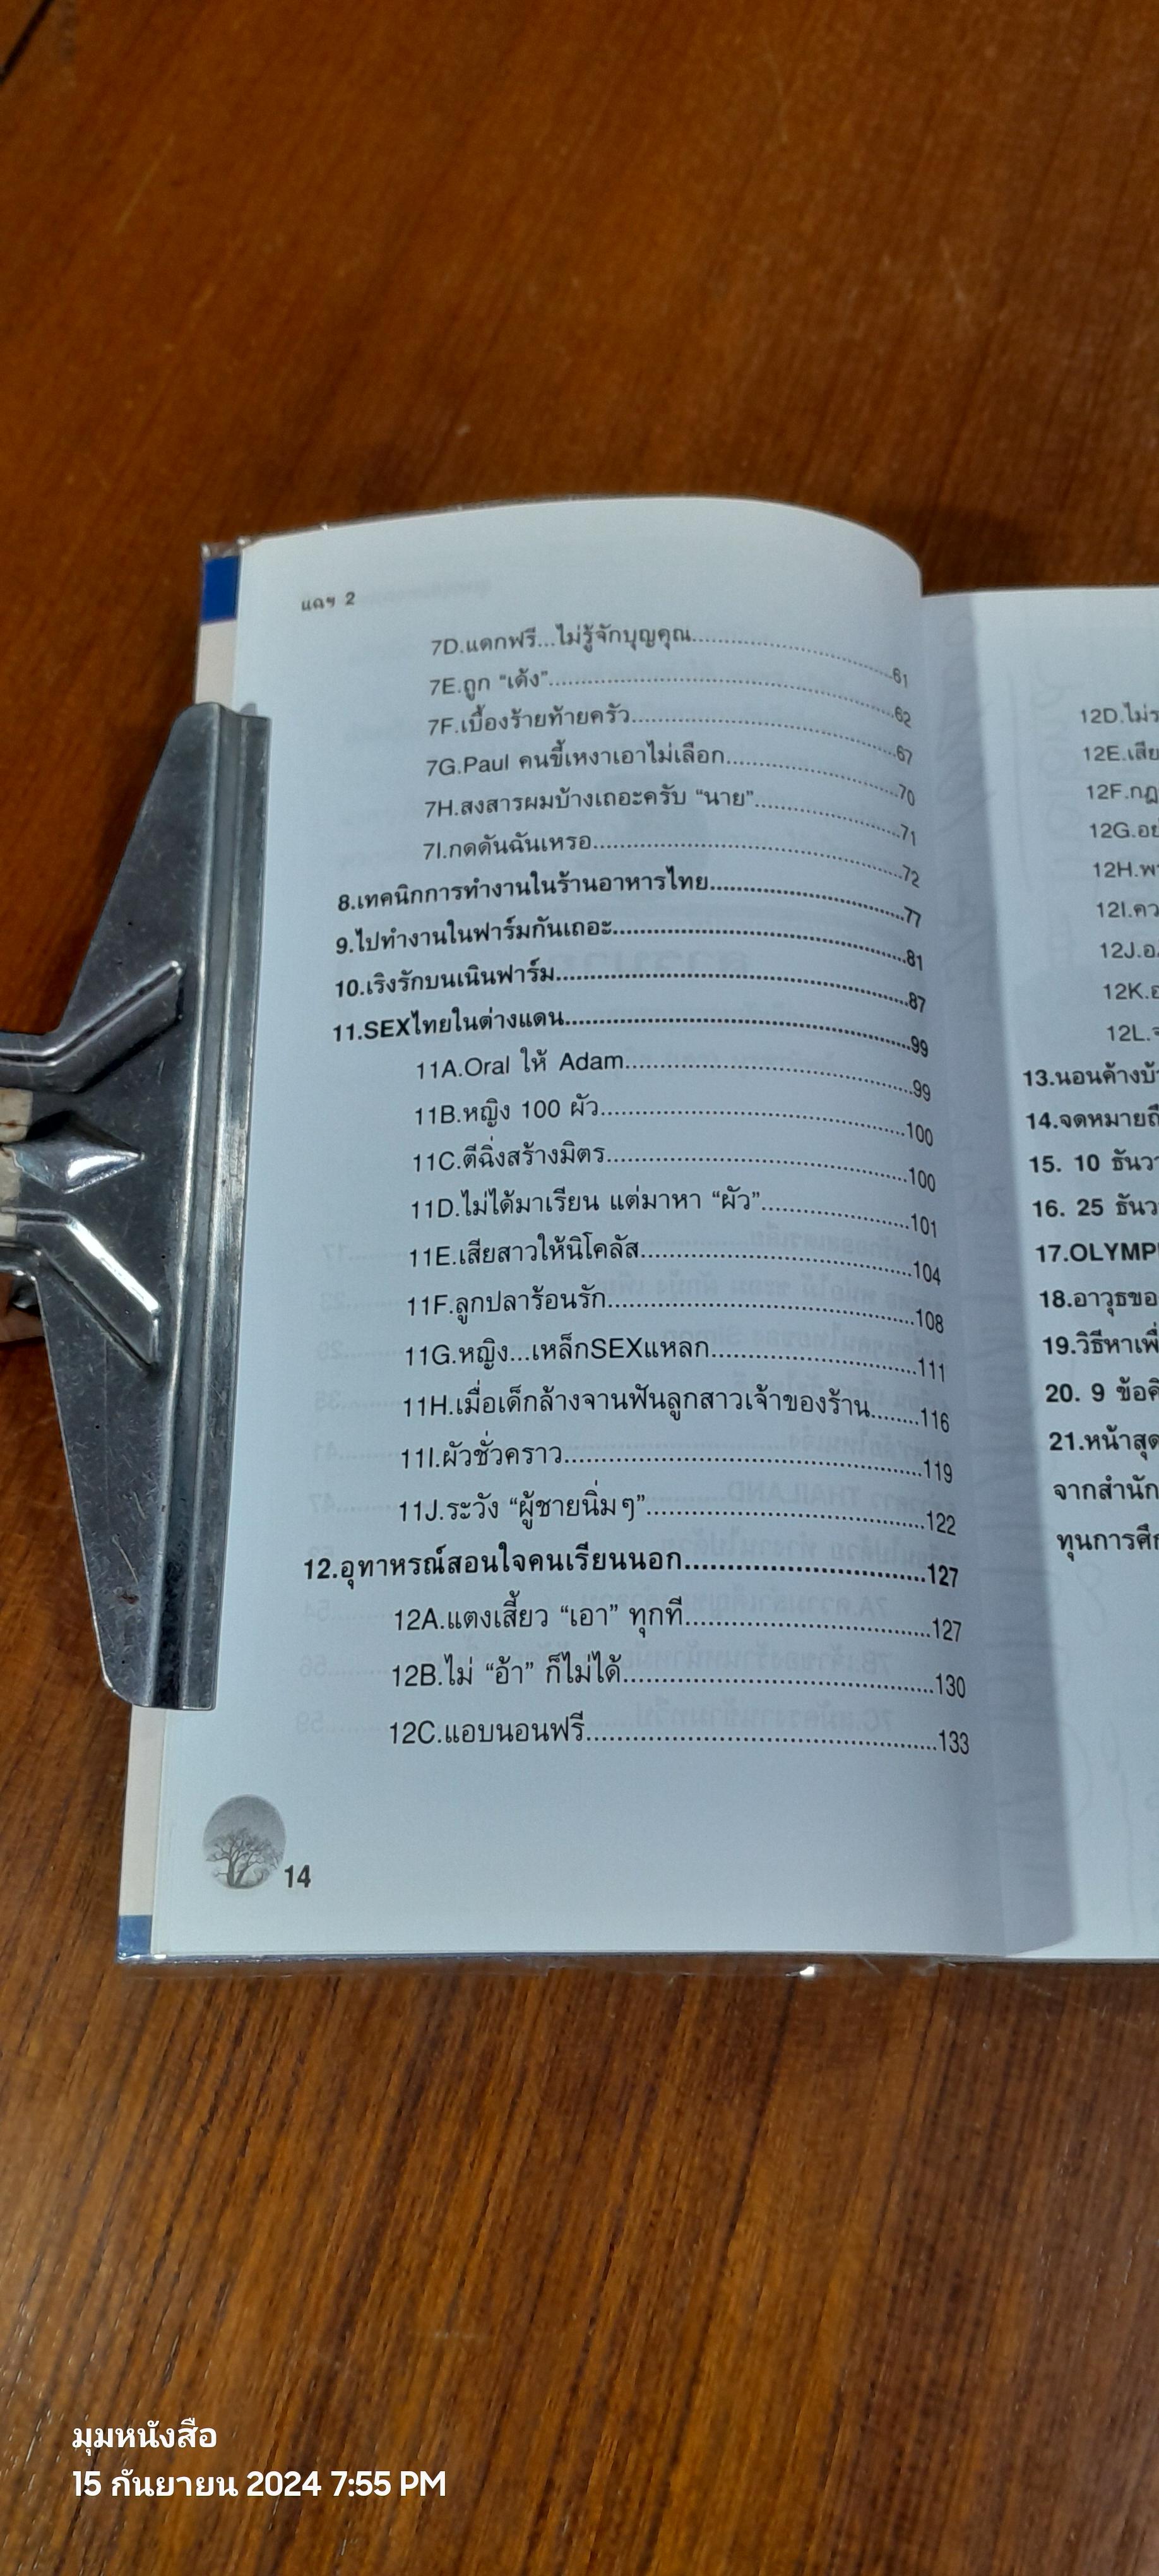 แฉฯ 2
7D.แดกฟรี...ไม่รู้จักบุญคุณ...61
7E.ถูก “เด้ง”...62
7F.เบื้องร้ายท้ายครัว...67
7G.Paul คนขี้เหงาเอาไม่เลือก...70
7H.สงสารผมบ้างเถอะครับ “นาย”...71
7I.กดดันฉันเหรอ...72
8.เทคนิกการทำงานในร้านอาหารไทย...77
9.ไปทำงานในฟาร์มกันเถอะ...81
10.เริงรักบนเนินฟาร์ม...87
11.SEXไทยในต่างแดน...99
11A.Oral ให้ Adam...99
11B.หญิง 100 ผัว...100
11C.ตีฉิ่งสร้างมิตร...100
11D.ไม่ได้มาเรียน แต่มาหา “ผัว”...101
11E.เสียสาวให้นิโคลัส...104
11F.ลูกปลาร้อนรัก...108
11G.หญิง...เหล็กSEXแหลก...111
11H.เมื่อเด็กล้างจานฟันลูกสาวเจ้าของร้าน...116
11I.ผัวชั่วคราว...119
11J.ระวัง “ผู้ชายนิ่มๆ”...122
12.อุทาหรณ์สอนใจคนเรียนนอก...127
12A.แตงเสี้ยว “เอา” ทุกที...127
12B.ไม่ “อ้า” ก็ไม่ได้...130
12C.แอบนอนฟรี...133
14
12D.ไม่
12E.เสีย
12F.กฎ
12G.
12H.
12I.
12J.
12K.
12L.
13.นอนค้าง
14.จดหมาย
15. 10 ธันวา
16. 25 ธันวา
17.OLYMP
18.อาวุธของ
19.วิธีหา
20. 9 ข้อ
21.หน้าสุด
จากสำนัก
ทุนการศึก
มุมหนังสือ
15 กันยายน 2024 7:55 PM